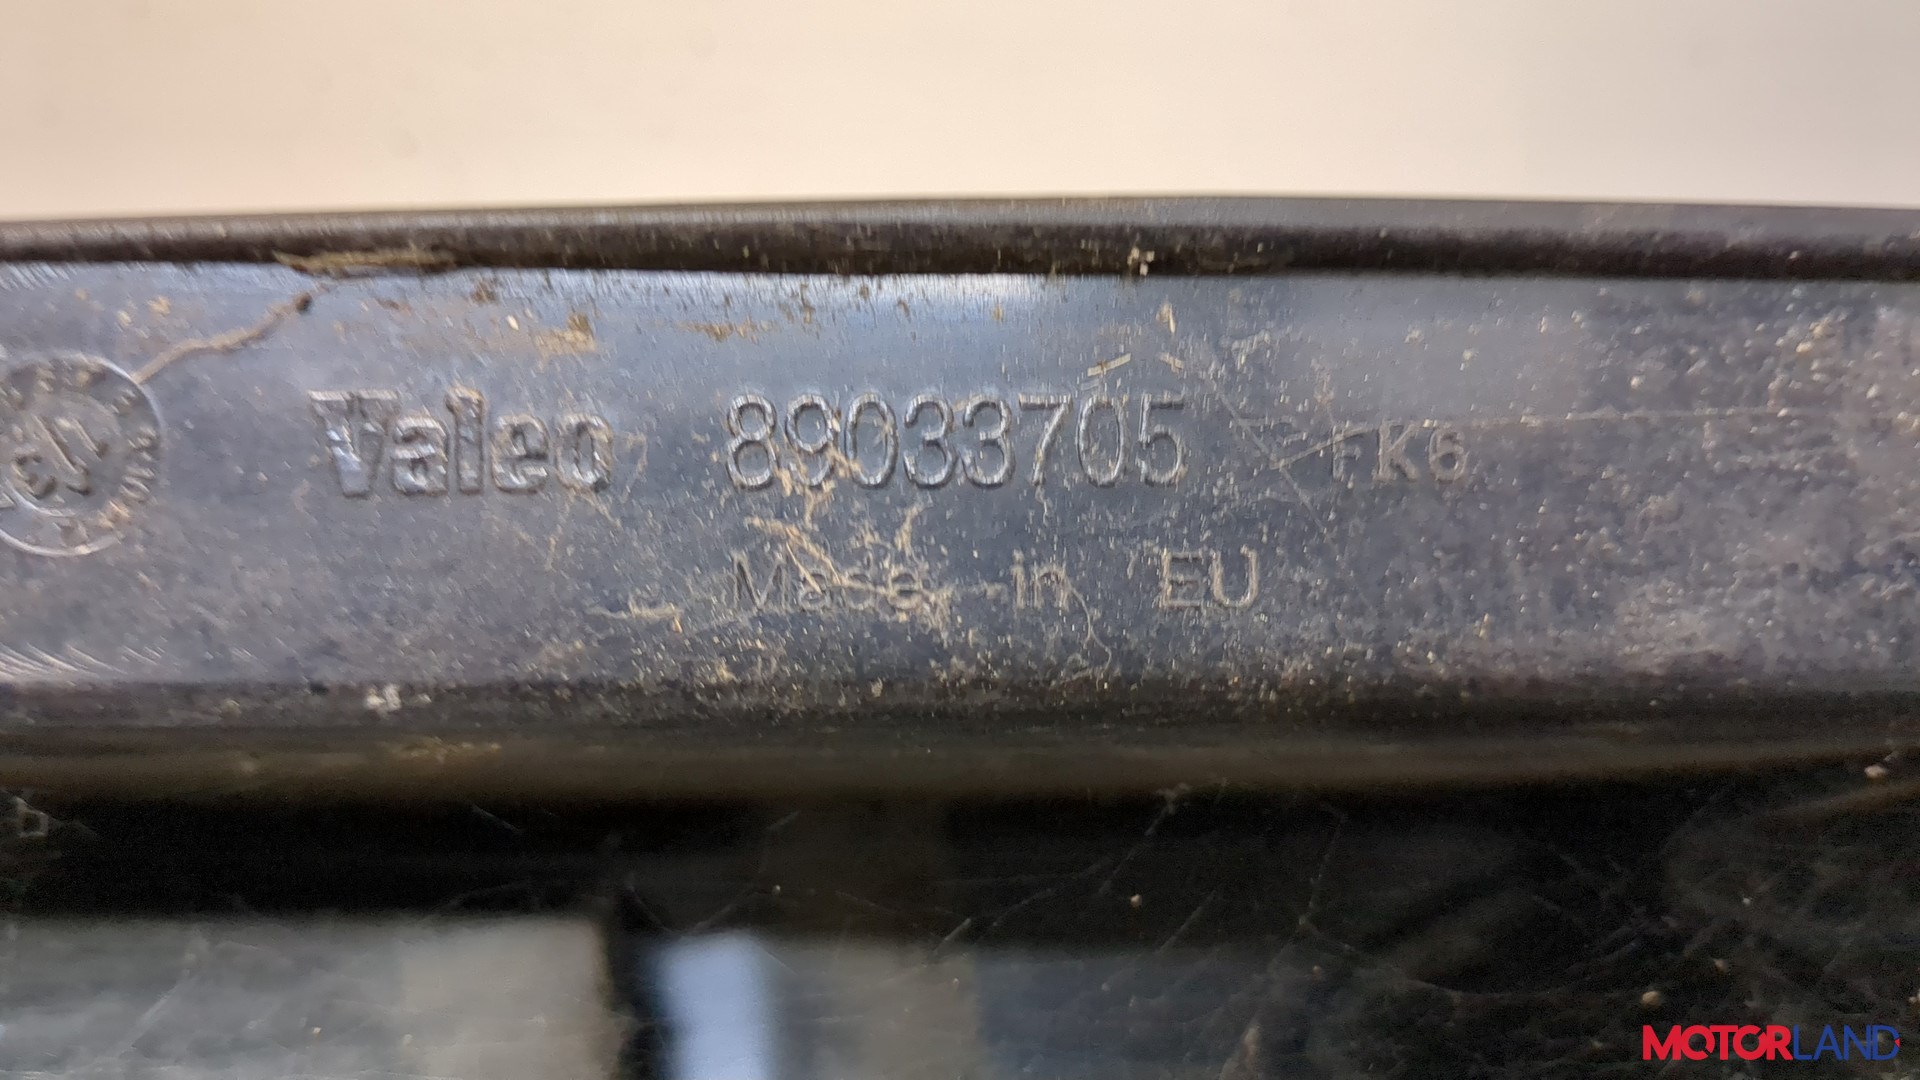 Valeo 89033705 FK6
Made in EU
MOTORLAND